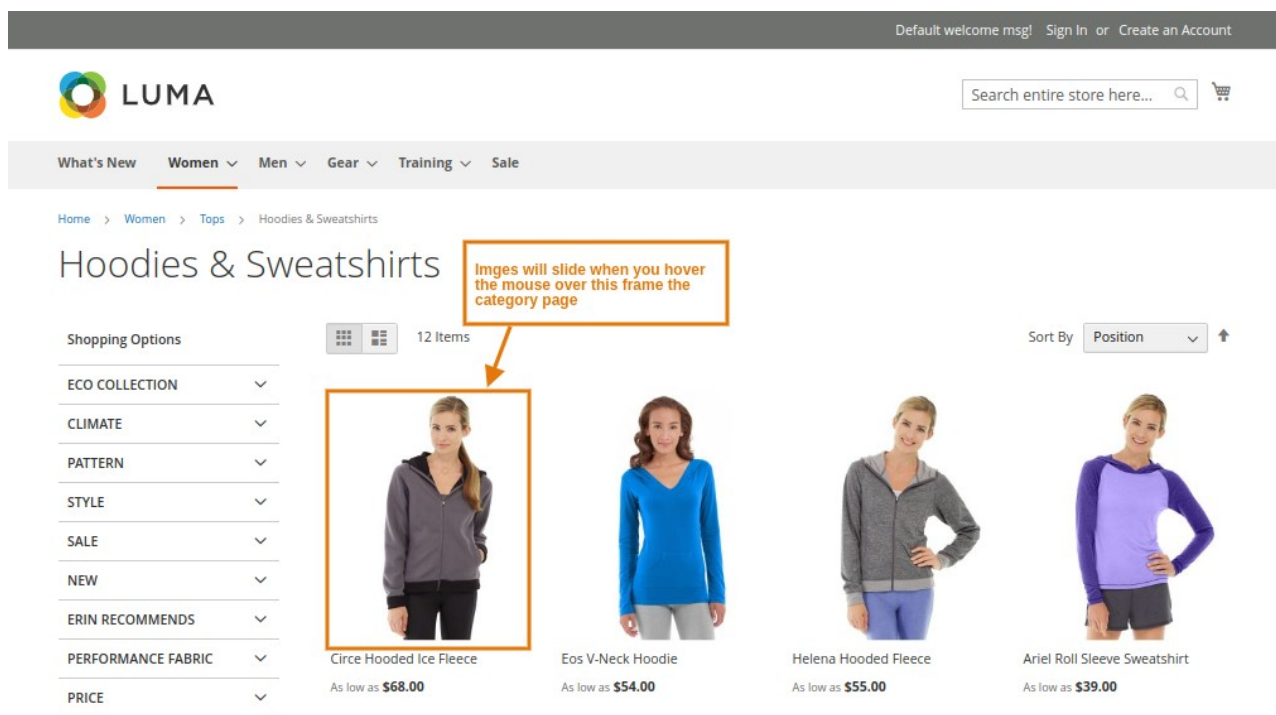 Default welcome msg! Sign In or Create an Account
LUMA
Search entire store here...
What's New Women Men Gear Training Sale
Home > Women > Tops > Hoodies & Sweatshirts
Hoodies & Sweatshirts
Imges will slide when you hover
the mouse over this frame the
category page
Shopping Options
12 Items
Sort By Position
ECO COLLECTION
CLIMATE
PATTERN
STYLE
SALE
NEW
ERIN RECOMMENDS
PERFORMANCE FABRIC
PRICE
Circe Hooded Ice Fleece
As low as $68.00
Eos V-Neck Hoodie
As low as $54.00
Helena Hooded Fleece
As low as $55.00
Ariel Roll Sleeve Sweatshirt
As low as $39.00